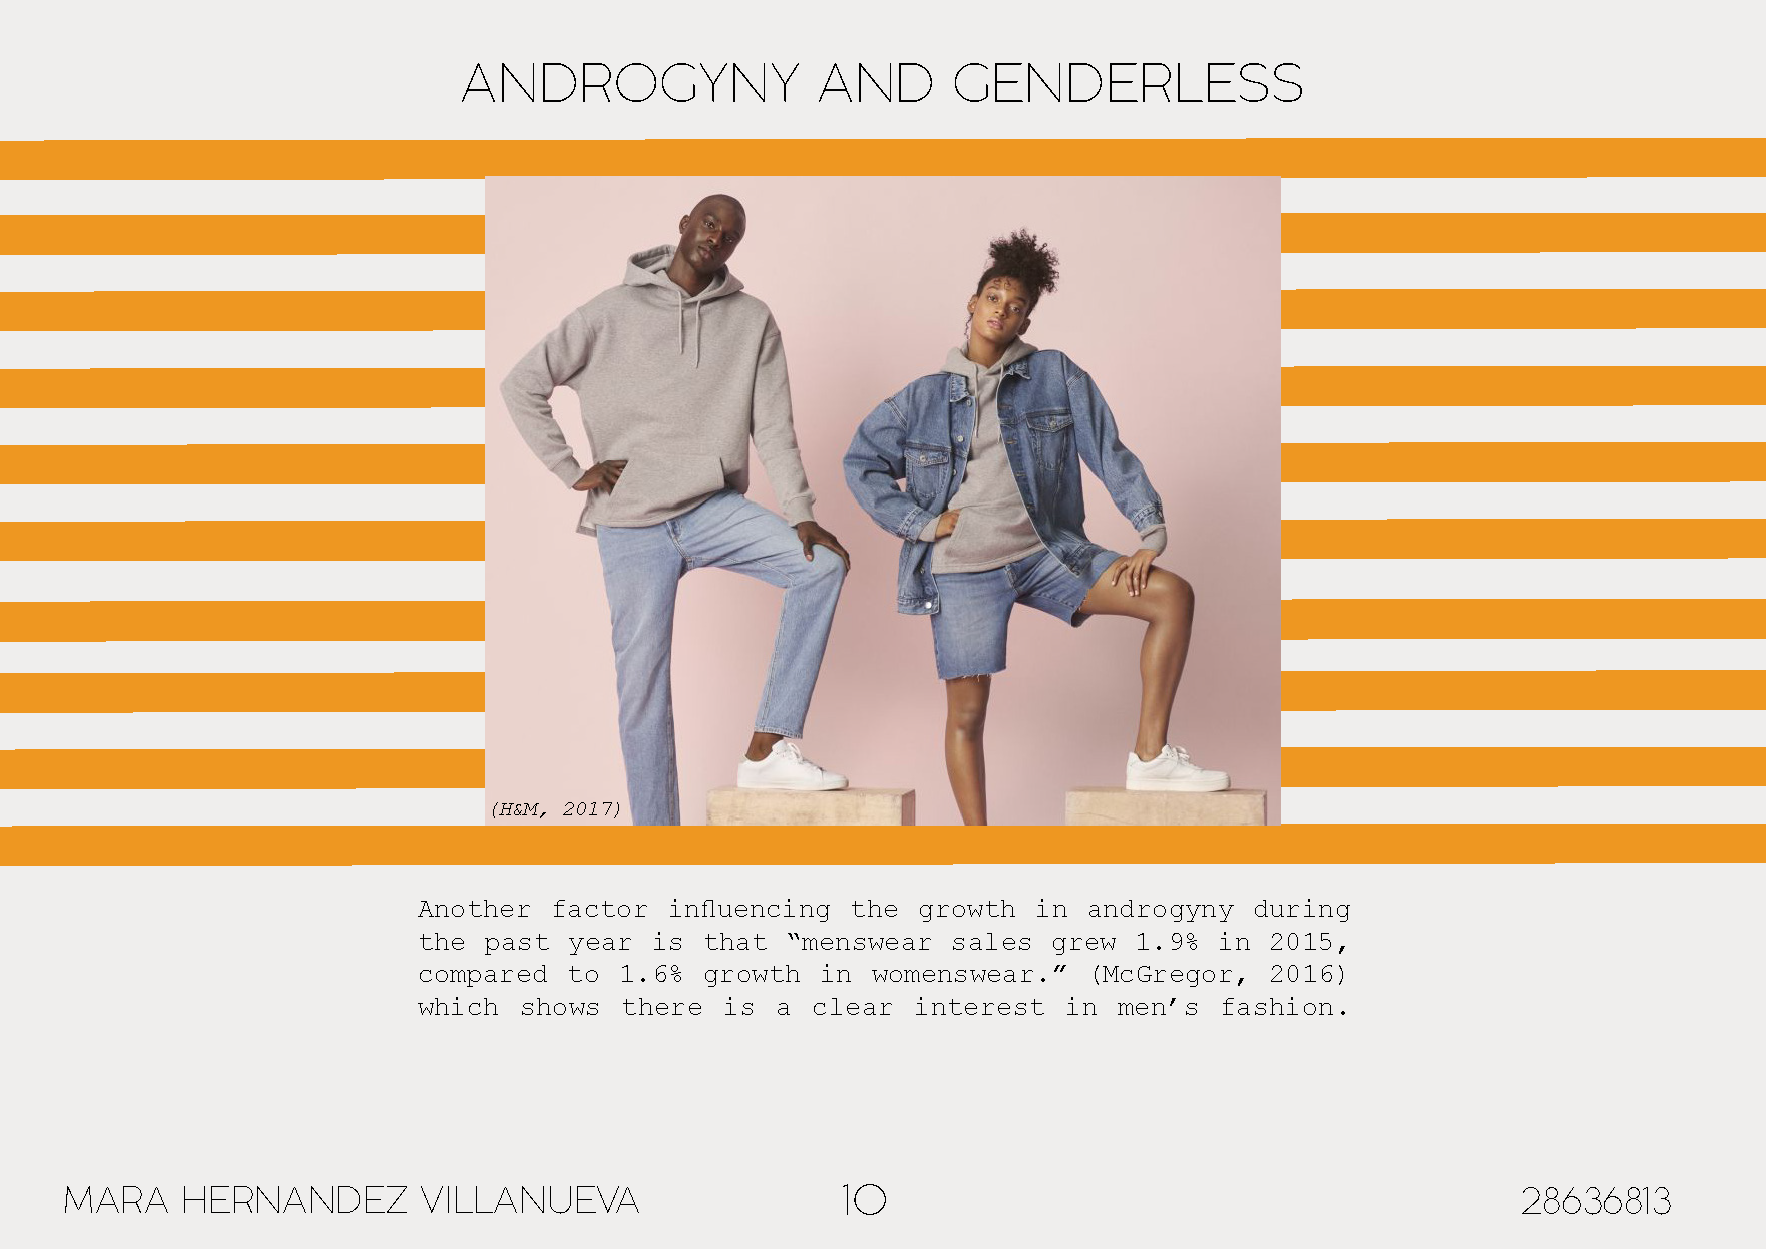 ANDROGYNY AND GENDERLESS
(H&M, 2017)
Another factor influencing the growth in androgyny during
the past year is that “menswear sales grew 1.9% in 2015,
compared to 1.6% growth in womenswear.” (McGregor, 2016)
which shows there is a clear interest in men’s fashion.
MARA HERNANDEZ VILLANUEVA 10 28636813